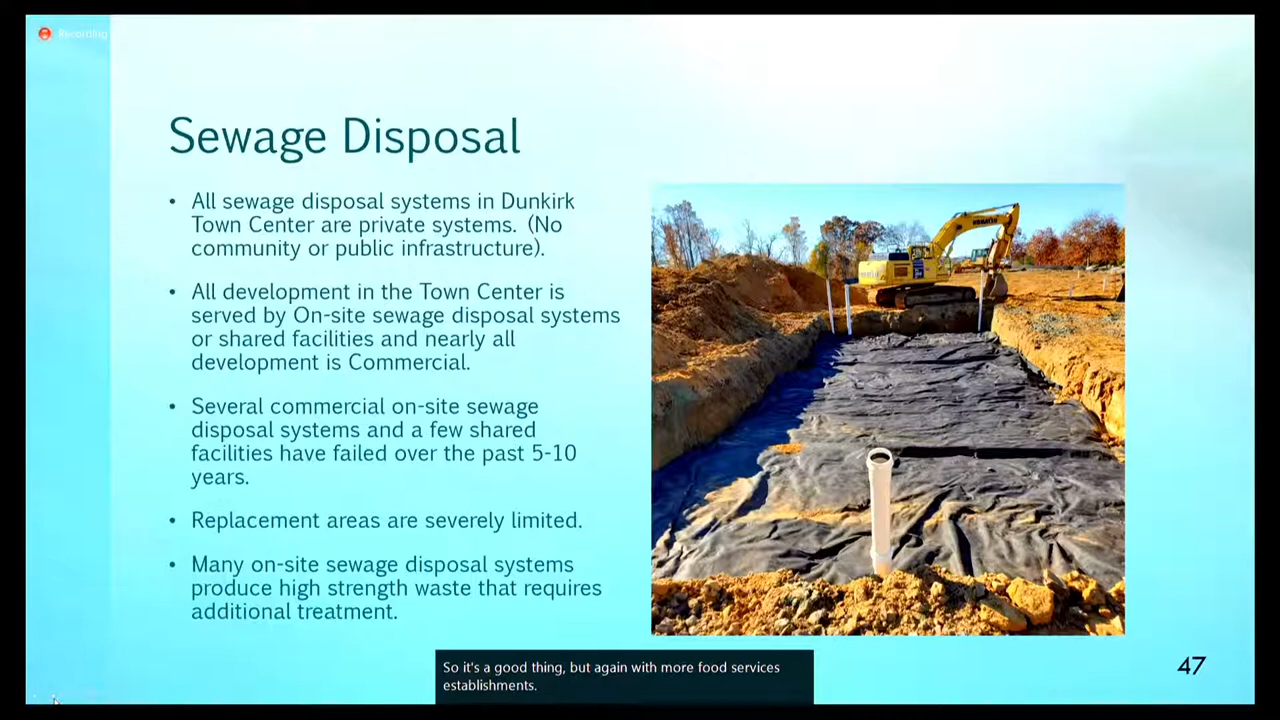 Recording
Sewage Disposal
• All sewage disposal systems in Dunkirk
Town Center are private systems. (No
community or public infrastructure).
• All development in the Town Center is
served by On-site sewage disposal systems
or shared facilities and nearly all
development is Commercial.
• Several commercial on-site sewage
disposal systems and a few shared
facilities have failed over the past 5-10
years.
• Replacement areas are severely limited.
• Many on-site sewage disposal systems
produce high strength waste that requires
additional treatment.
KOMATSU
So it's a good thing, but again with more food services
establishments.
47